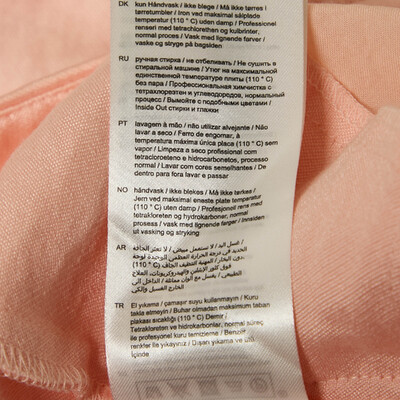 DK
kun Håndvask / ikke blege / Må ikke tørres i
tørretumbler / Iron ved maksimal sålplade
temperatur (110 ° C) uden damp / Professionel
renseri med tetrachlorethen og kulbrinter,
normal proces / Vask med lignende farver /
vaske og stryge på bagsiden
RU
ручная стирка / не отбеливать / Не сушить в
стиральной машине / Утюг на максимальной
единственной температуре плиты (110 ° C)
без пара / Профессиональная химчистка с
тетрахлорэтен и углеводородов, нормальный
процесс / Вымойте с подобными цветами /
Inside Out стирки и глажки
PT
lavagem à mão / não utilizar alvejante / Não
lavar a seco / Ferro de engomar, à
temperatura máxima única placa (110 ° C) sem
vapor / Limpeza a seco profissional com
tetracloroeteno e hidrocarbonetos, processo
normal / Lavar com cores semelhantes / De
dentro para fora lavar e passar
NO
håndvask / ikke blekes / Må ikke tørkes /
Jern ved maksimal eneste plate temperatur
(110 ° C) uten damp / Profesjonell rens med
tetrakloreten og hydrokarboner, normal
prosess / Vask med lignende farger / Innsiden
ut vasking og stryking
AR
TR
El yıkama / çamaşır suyu kullanmayın / Kuru
takla etmeyin / Buhar olmadan maksimum taban
plakası sıcaklığı (110 ° C) Demir /
Tetrakloreten ve hidrokarbonlar, normal süreç
ile profesyonel kuru temizleme / Benzer
renkler ile yıkayınız / Dışarı yıkama ve ütü
İçinde